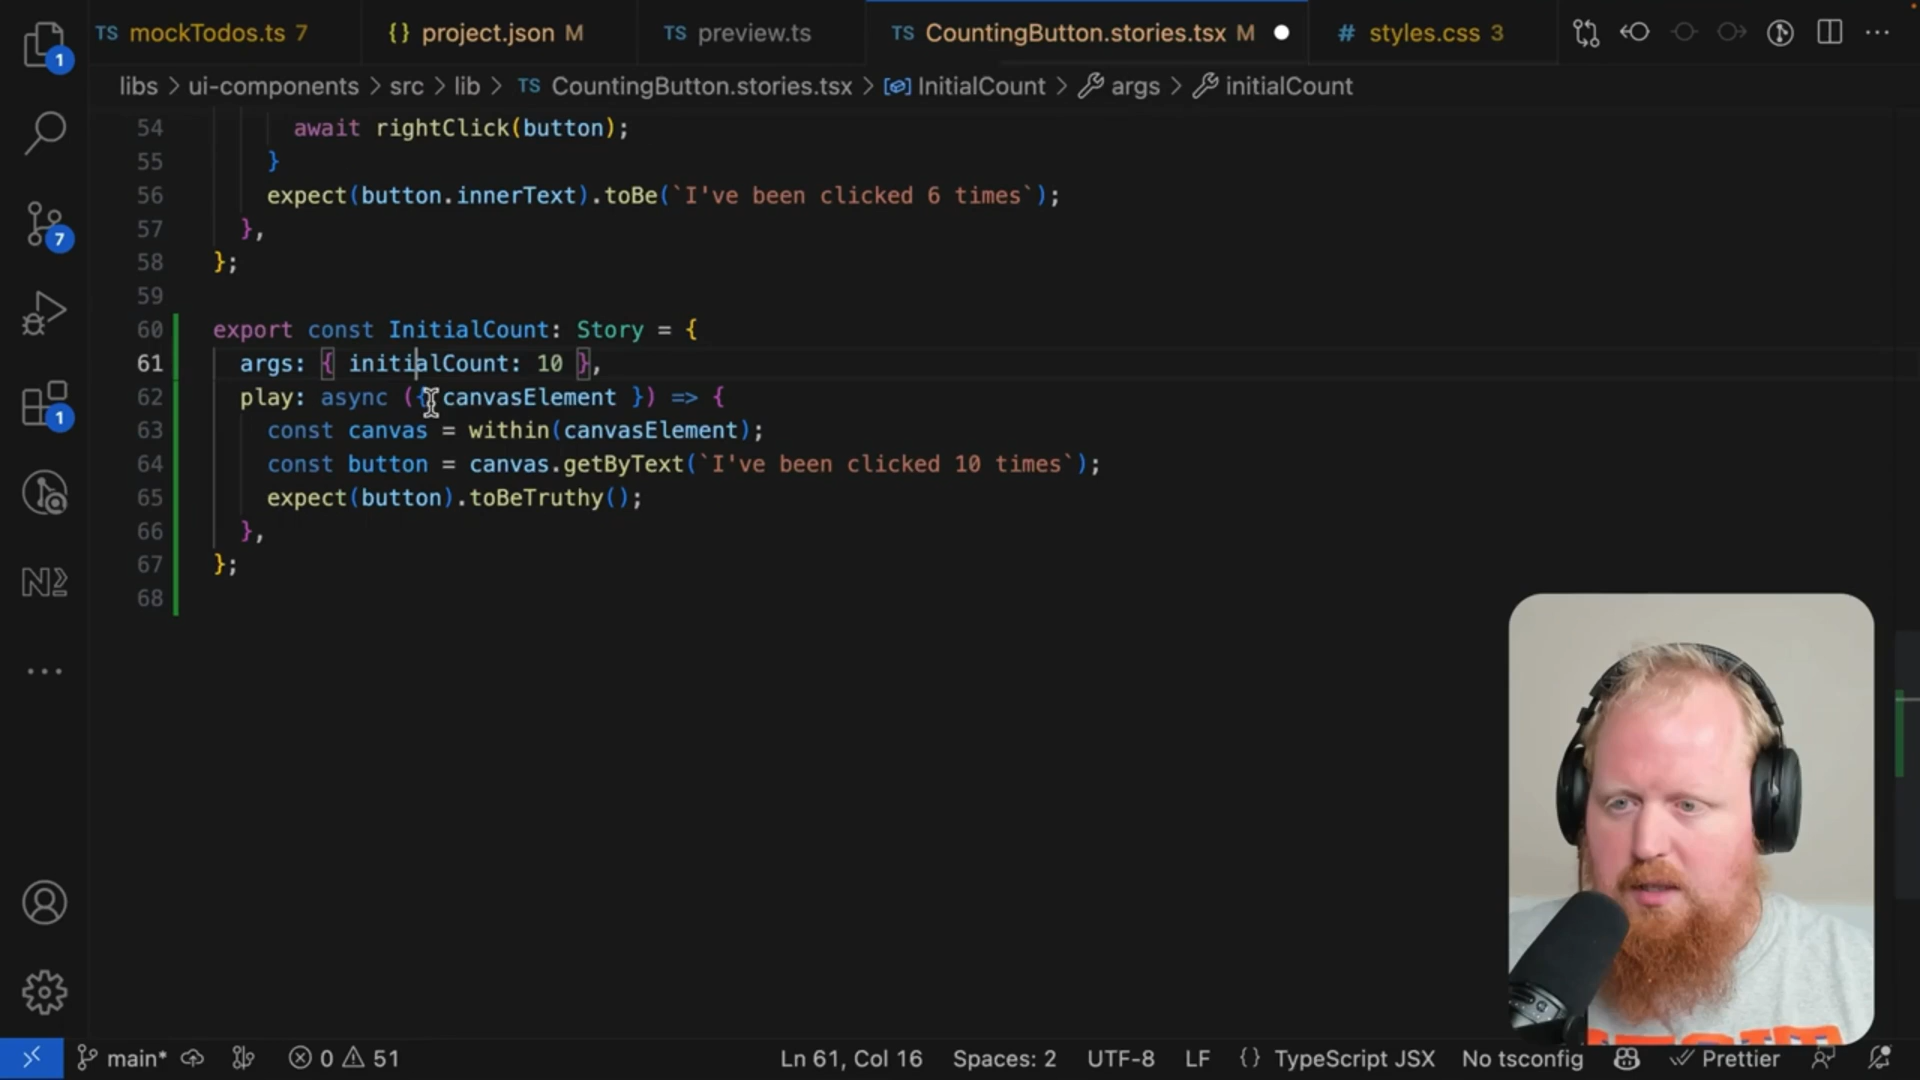 TS mockTodos.ts 7 {} project.json M TS preview.ts TS CountingButton.stories.tsx M # styles.css 3
libs > ui-components > src > lib > TS CountingButton.stories.tsx > InitialCount > args > initialCount
54 await rightClick(button);
55 }
56 expect(button.innerText).toBe(`I've been clicked 6 times`);
57 },
58 };
59
60 export const InitialCount: Story = {
61 args: { initialCount: 10 },
62 play: async ({ canvasElement }) => {
63 const canvas = within(canvasElement);
64 const button = canvas.getByText(`I've been clicked 10 times`);
65 expect(button).toBeTruthy();
66 },
67 };
68
1
7
1
main* 0 51 Ln 61, Col 16 Spaces: 2 UTF-8 LF {} TypeScript JSX No tsconfig Prettier